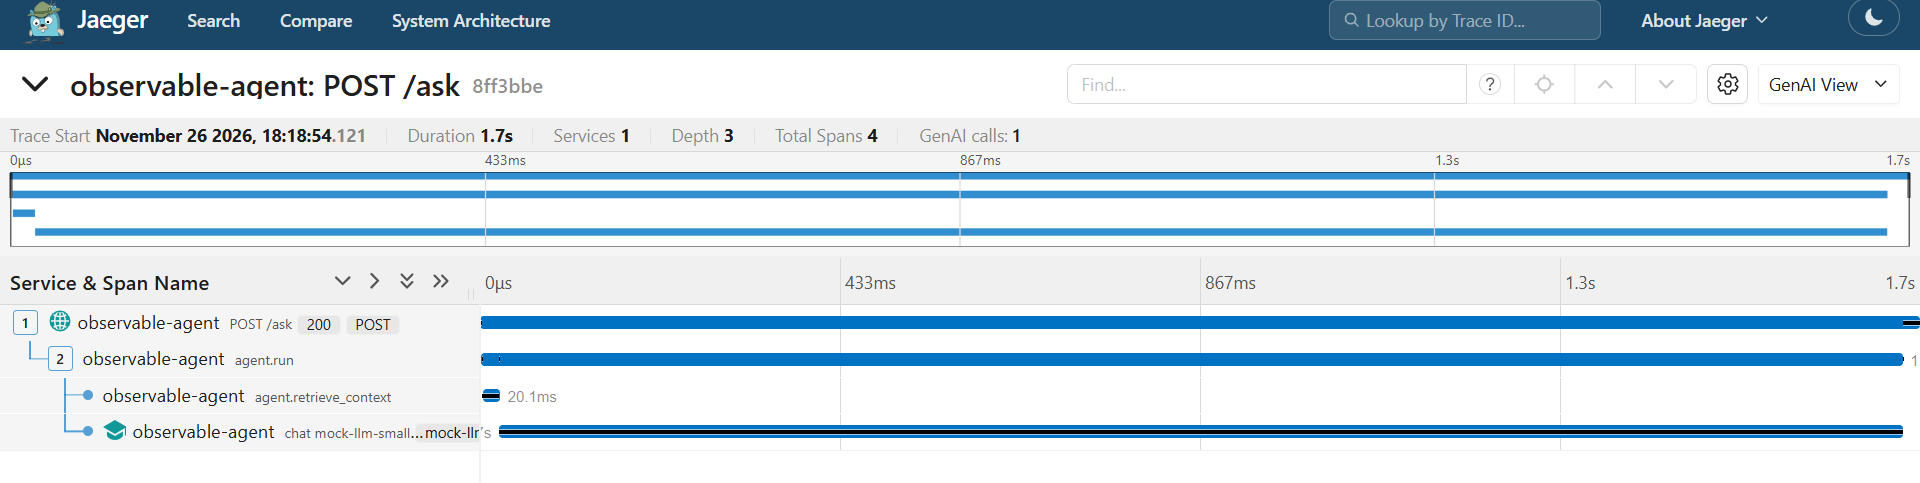 Jaeger Search Compare System Architecture Lookup by Trace ID... About Jaeger
observable-agent: POST /ask 8ff3bbe Find... ? GenAI View
Trace Start November 26 2026, 18:18:54.121 Duration 1.7s Services 1 Depth 3 Total Spans 4 GenAI calls: 1
0μs 433ms 867ms 1.3s 1.7s
Service & Span Name 0μs 433ms 867ms 1.3s 1.7s
1 observable-agent POST /ask 200 POST
2 observable-agent agent.run 1
observable-agent agent.retrieve_context 20.1ms
observable-agent chat mock-llm-small... mock-ll s